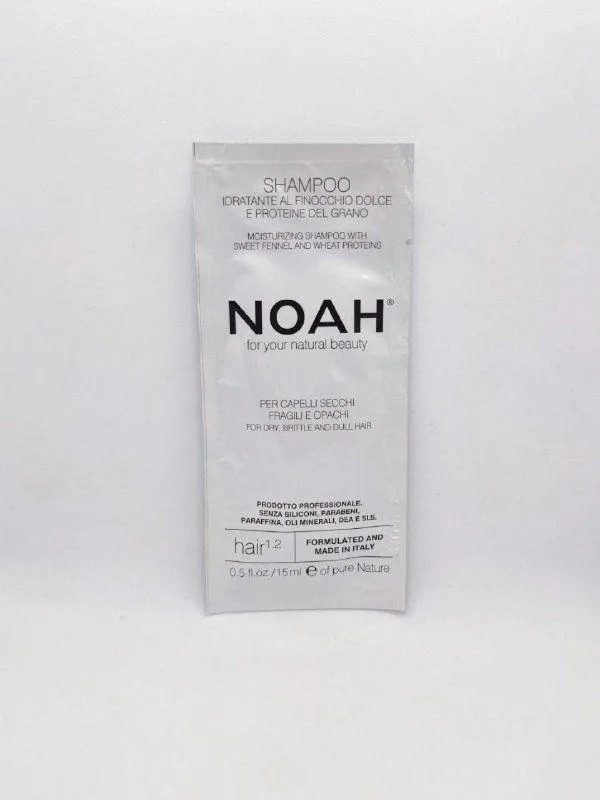 SHAMPOO
IDRATANTE AL FINOCCHIO DOLCE
E PROTEINE DEL GRANO
MOISTURIZING SHAMPOO WITH
SWEET FENNEL AND WHEAT PROTEINS
NOAH®
for your natural beauty
PER CAPELLI SECCHI
FRAGILI E OPACHI
FOR DRY, BRITTLE AND DULL HAIR
PRODOTTO PROFESSIONALE.
SENZA SILICONI, PARABENI,
PARAFFINA, OLI MINERALI, DEA E SLS.
hair1.2
FORMULATED AND
MADE IN ITALY
0.5 fl.oz./15ml ℮ of pure Nature